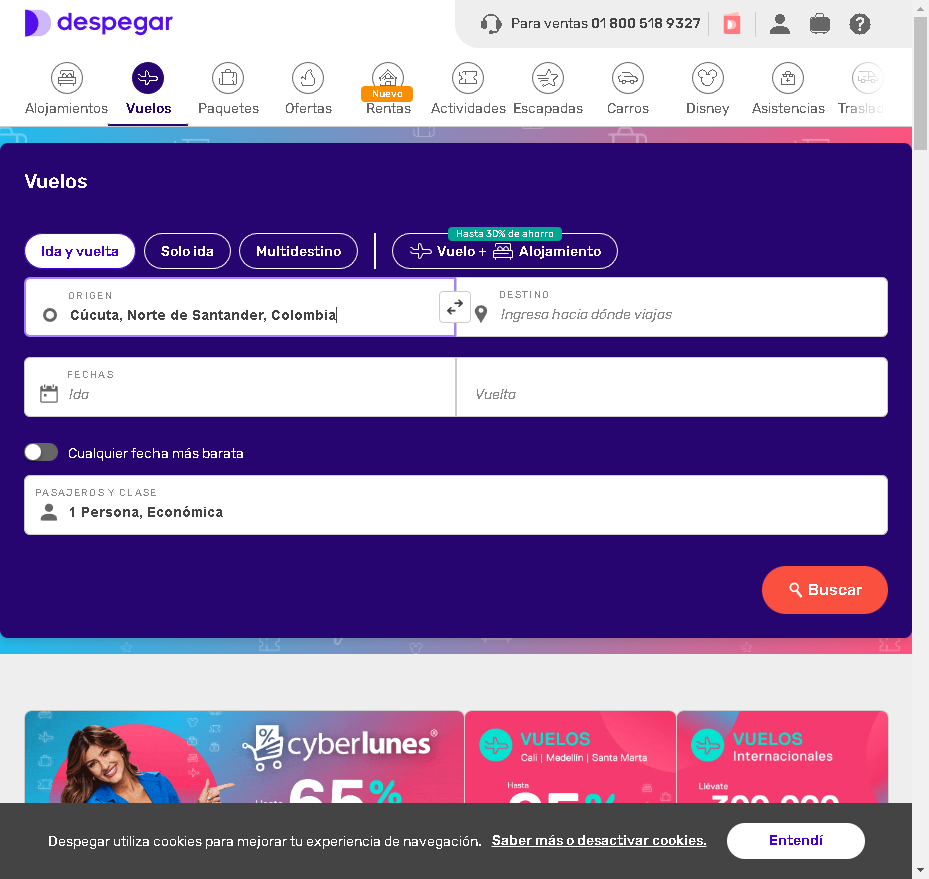 despegar
Para ventas 01 800 518 9327
Alojamientos
Vuelos
Paquetes
Ofertas
Nuevo
Rentas
Actividades
Escapadas
Carros
Disney
Asistencias
Traslad
Vuelos
Hasta 30% de ahorro
Ida y vuelta
Solo ida
Multidestino
Vuelo + Alojamiento
ORIGEN
Cúcuta, Norte de Santander, Colombia
DESTINO
Ingresa hacia dónde viajas
FECHAS
Ida
Vuelta
Cualquier fecha más barata
PASAJEROS Y CLASE
1 Persona, Económica
Buscar
cyberlunes®
Hasta 65%
VUELOS
Cali | Medellín | Santa Marta
Hasta
VUELOS
Internacionales
Llévate
Despegar utiliza cookies para mejorar tu experiencia de navegación. Saber más o desactivar cookies.
Entendí